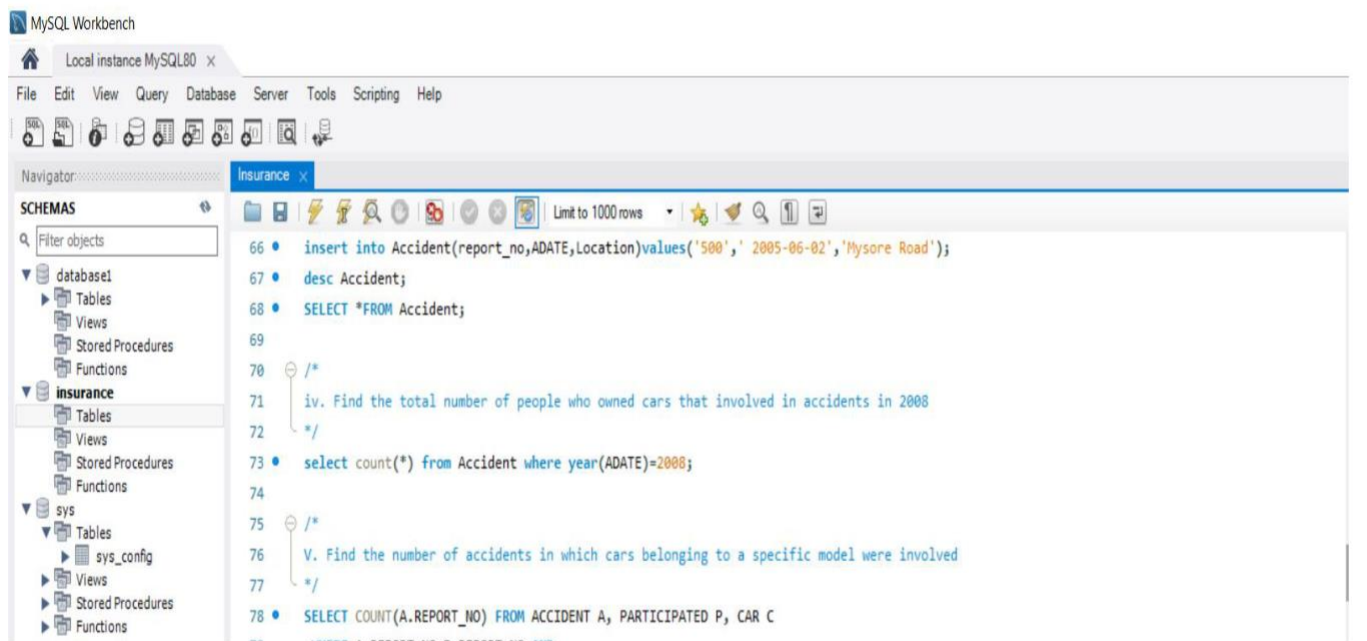 MySQL Workbench
Local instance MySQL80 ×
File Edit View Query Database Server Tools Scripting Help
Navigator
SCHEMAS
Filter objects
database1
Tables
Views
Stored Procedures
Functions
insurance
Tables
Views
Stored Procedures
Functions
sys
Tables
sys_config
Views
Stored Procedures
Functions
Insurance ×
Limit to 1000 rows
66 insert into Accident(report_no,ADATE,Location)values('500',' 2005-06-02','Mysore Road');
67 desc Accident;
68 SELECT *FROM Accident;
69
70 /*
71 iv. Find the total number of people who owned cars that involved in accidents in 2008
72 */
73 select count(*) from Accident where year(ADATE)=2008;
74
75 /*
76 V. Find the number of accidents in which cars belonging to a specific model were involved
77 */
78 SELECT COUNT(A.REPORT_NO) FROM ACCIDENT A, PARTICIPATED P, CAR C